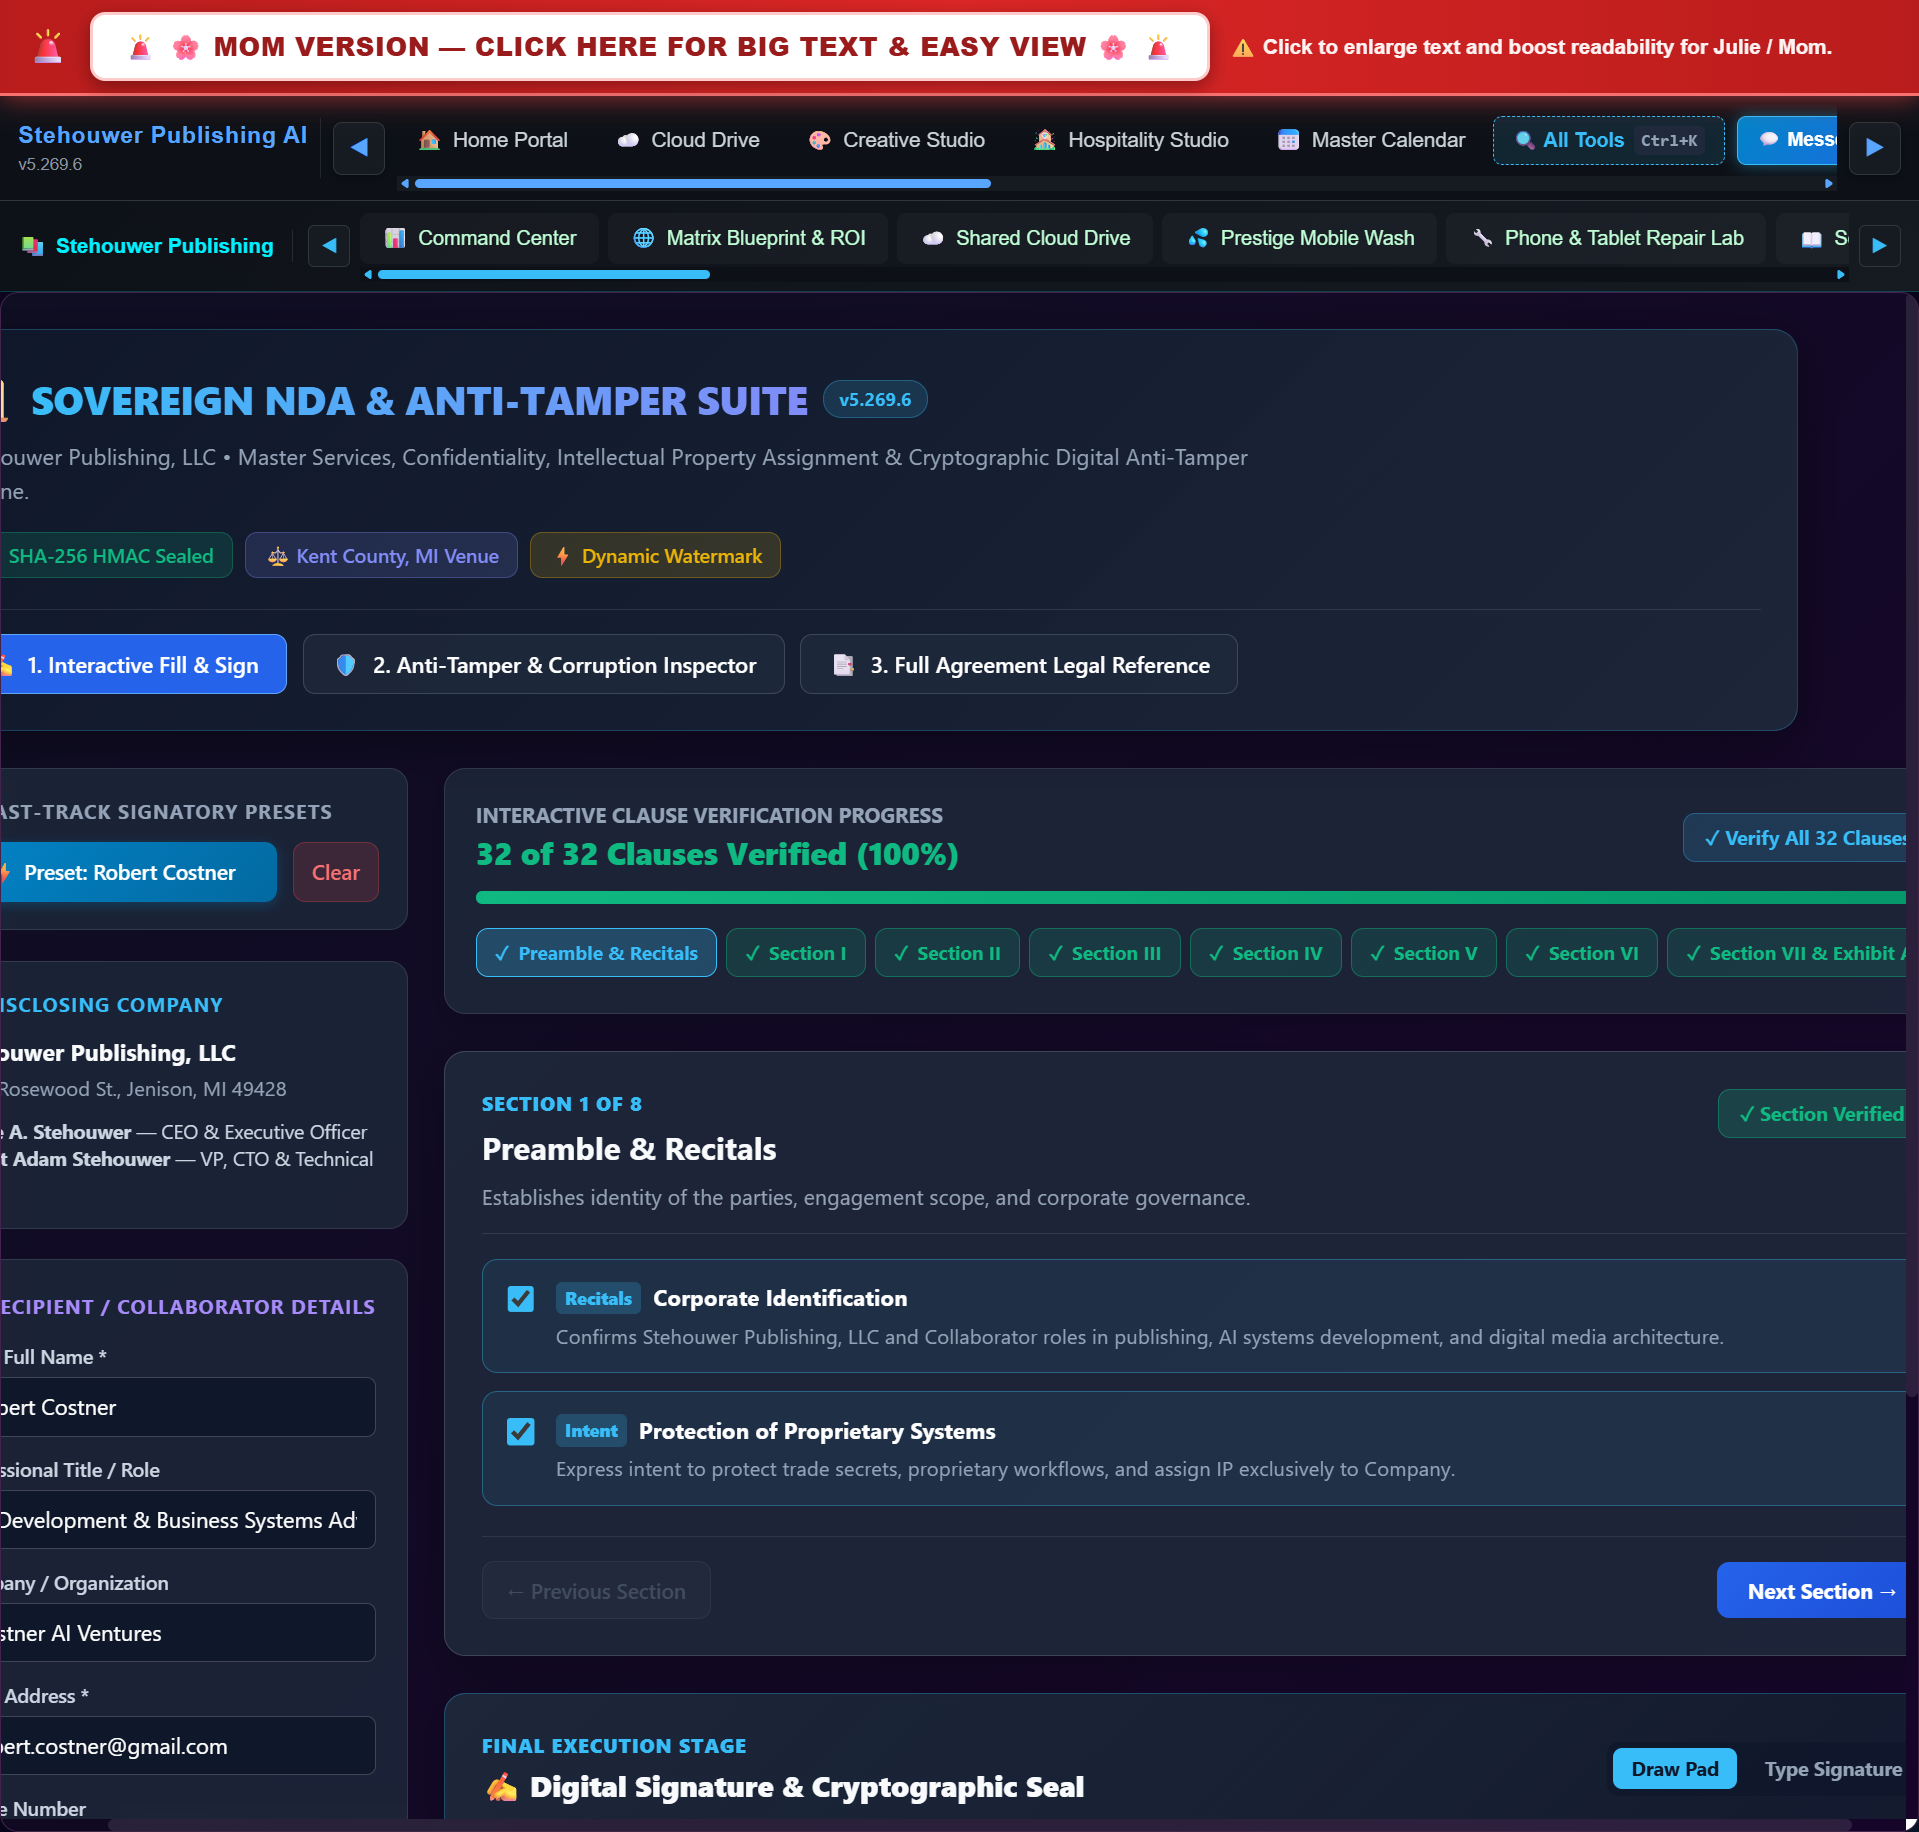 MOM VERSION — CLICK HERE FOR BIG TEXT & EASY VIEW
Click to enlarge text and boost readability for Julie / Mom.
Stehouwer Publishing AI
v5.269.6
Home Portal
Cloud Drive
Creative Studio
Hospitality Studio
Master Calendar
All Tools Ctrl+K
Mess
Stehouwer Publishing
Command Center
Matrix Blueprint & ROI
Shared Cloud Drive
Prestige Mobile Wash
Phone & Tablet Repair Lab
SOVEREIGN NDA & ANTI-TAMPER SUITE
v5.269.6
ouwer Publishing, LLC • Master Services, Confidentiality, Intellectual Property Assignment & Cryptographic Digital Anti-Tamper
ne.
SHA-256 HMAC Sealed
Kent County, MI Venue
Dynamic Watermark
1. Interactive Fill & Sign
2. Anti-Tamper & Corruption Inspector
3. Full Agreement Legal Reference
AST-TRACK SIGNATORY PRESETS
Preset: Robert Costner
Clear
ISCLOSING COMPANY
ouwer Publishing, LLC
Rosewood St., Jenison, MI 49428
e A. Stehouwer — CEO & Executive Officer
t Adam Stehouwer — VP, CTO & Technical
ECIPIENT / COLLABORATOR DETAILS
Full Name *
bert Costner
ssional Title / Role
Development & Business Systems Ad
pany / Organization
stner AI Ventures
Address *
bert.costner@gmail.com
e Number
INTERACTIVE CLAUSE VERIFICATION PROGRESS
32 of 32 Clauses Verified (100%)
✓ Verify All 32 Clauses
✓ Preamble & Recitals
✓ Section I
✓ Section II
✓ Section III
✓ Section IV
✓ Section V
✓ Section VI
✓ Section VII & Exhibit A
SECTION 1 OF 8
Preamble & Recitals
✓ Section Verified
Establishes identity of the parties, engagement scope, and corporate governance.
Recitals Corporate Identification
Confirms Stehouwer Publishing, LLC and Collaborator roles in publishing, AI systems development, and digital media architecture.
Intent Protection of Proprietary Systems
Express intent to protect trade secrets, proprietary workflows, and assign IP exclusively to Company.
← Previous Section
Next Section →
FINAL EXECUTION STAGE
Digital Signature & Cryptographic Seal
Draw Pad
Type Signature